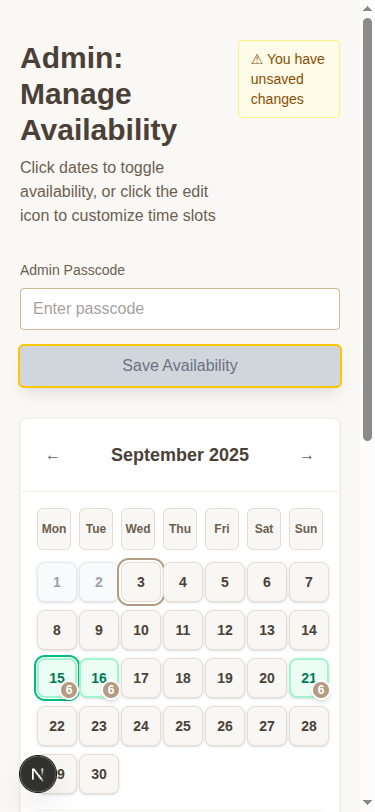 Admin:
Manage
Availability
⚠ You have
unsaved
changes
Click dates to toggle
availability, or click the edit
icon to customize time slots
Admin Passcode
Enter passcode
Save Availability
← September 2025 →
Mon Tue Wed Thu Fri Sat Sun
1 2 3 4 5 6 7
8 9 10 11 12 13 14
15 6 16 6 17 18 19 20 21 6
22 23 24 25 26 27 28
N 9 30